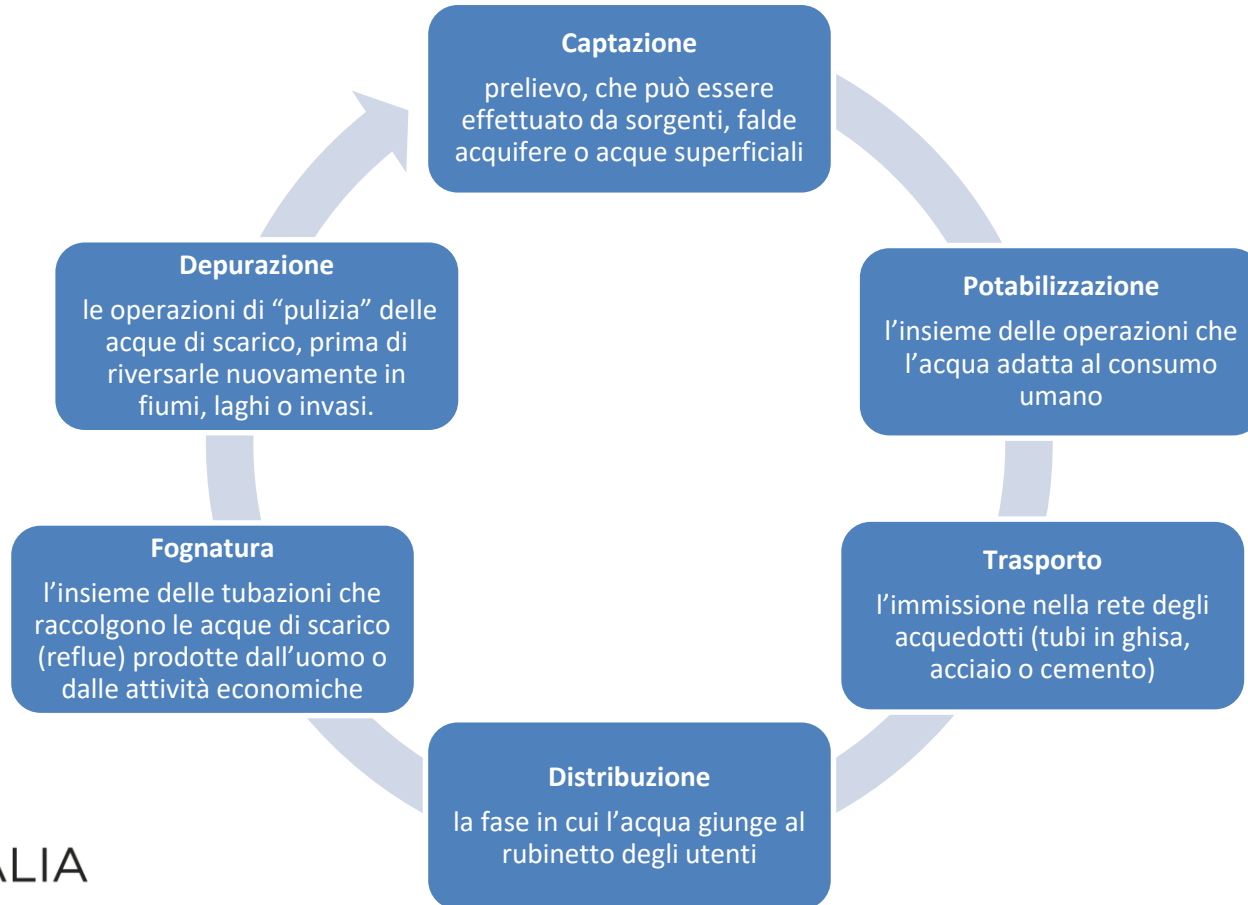 Captazione
prelievo, che può essere
effettuato da sorgenti, falde
acquifere o acque superficiali
Potabilizzazione
l’insieme delle operazioni che
l’acqua adatta al consumo
umano
Trasporto
l’immissione nella rete degli
acquedotti (tubi in ghisa,
acciaio o cemento)
Distribuzione
la fase in cui l’acqua giunge al
rubinetto degli utenti
Fognatura
l’insieme delle tubazioni che
raccolgono le acque di scarico
(reflue) prodotte dall’uomo o
dalle attività economiche
Depurazione
le operazioni di “pulizia” delle
acque di scarico, prima di
riversarle nuovamente in
fiumi, laghi o invasi.